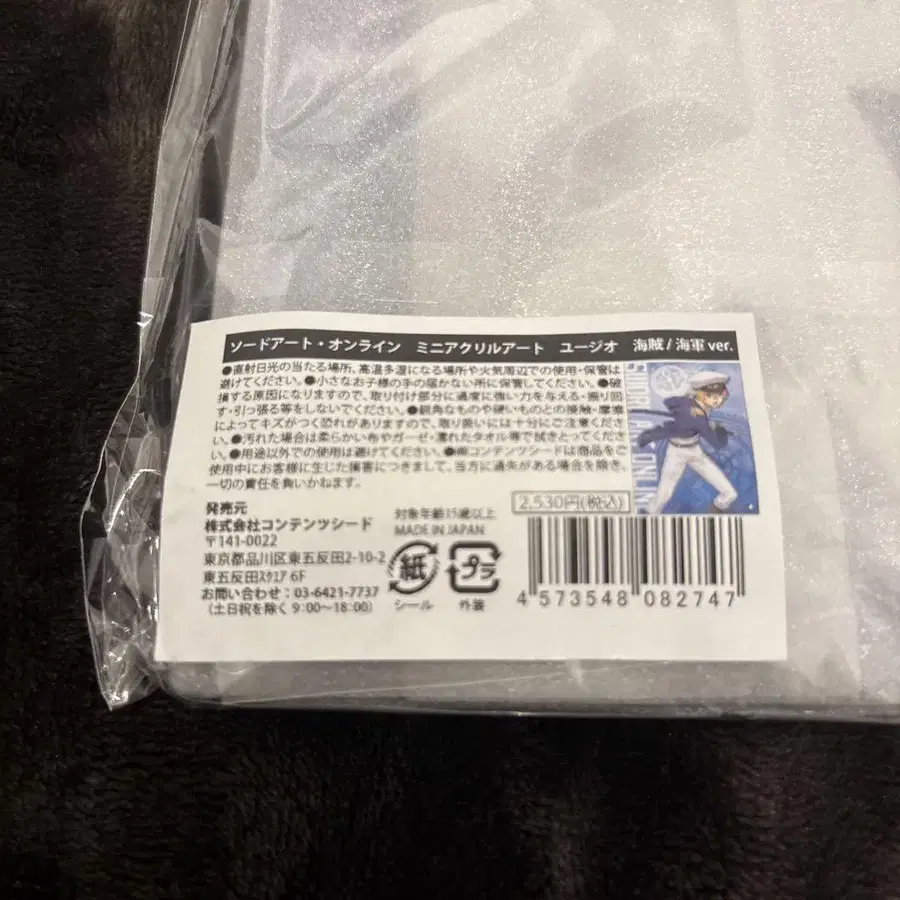 ソードアート・オンライン ミニアクリルアート ユージオ 海賊 / 海軍 ver.
●直射日光の当たる場所、高温多湿になる場所や火気周辺での使用・保管は
避けてください。●小さなお子様の手の届かない所に保管してください。●破
損する原因になりますので、取り付け部分に過度に強い力を与える・振り回
す・引っ張る等をしないでください。●鋭角なものや硬いものとの接触・摩擦
によってキズがつく恐れがありますので、取り扱いには十分にご注意くださ
い。●汚れた場合は柔らかい布やガーゼ・濡れたタオル等で拭きとってくださ
い。●用途以外での使用は避けてください。●㈱コンテンツシードは商品をご
使用中にお客様に生じた損害につきまして、当方に過失がある場合を除き、
一切の責任を負いかねます。
SWORD ART ONLINE
2,530円(税込)
発売元
株式会社コンテンツシード
〒141-0022
東京都品川区東五反田2-10-2
東五反田ｽｸｴｱ 6F
お問い合わせ：03-6421-7737
（土日祝を除く 9:00～18:00）
対象年齢15歳以上
MADE IN JAPAN
紙
シール
プラ
外装
4 573548 082747